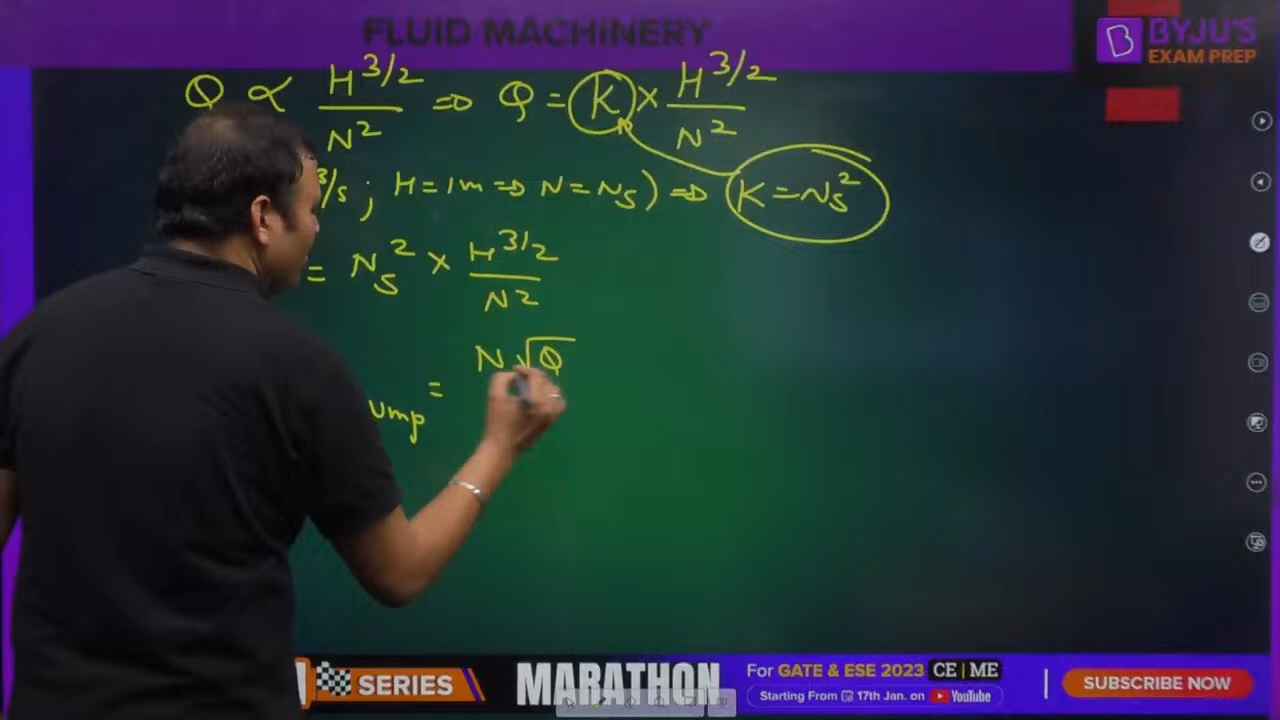 FLUID MACHINERY
BYJU'S
EXAM PREP
Q ∝ H^3/2 / N^2 ⇒ Q = K × H^3/2 / N^2
3/s ; H = 1m ⇒ N = Ns) ⇒ K = Ns^2
= Ns^2 × H^3/2 / N^2
ump = N √Q
SERIES
MARATHON
For GATE & ESE 2023 CE | ME
Starting From 17th Jan. on YouTube
SUBSCRIBE NOW